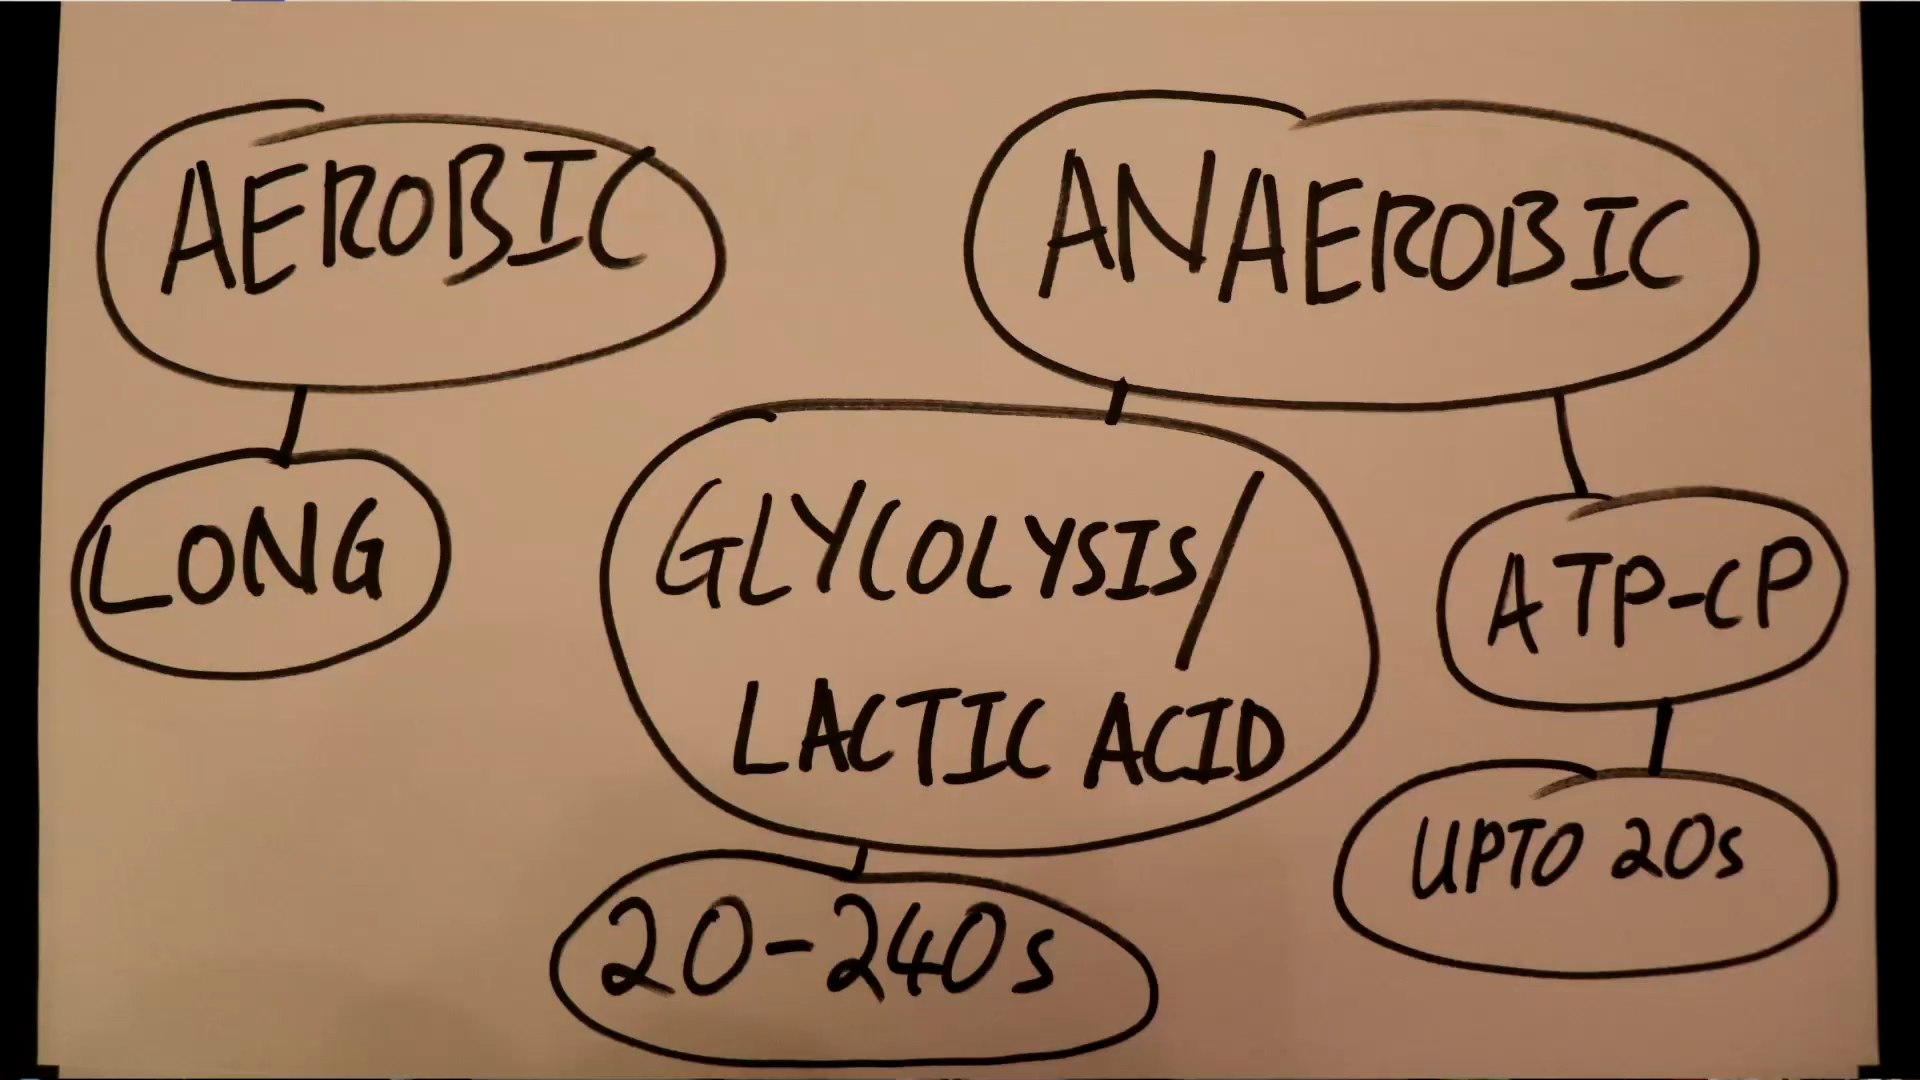 AEROBIC
ANAEROBIC
LONG
GLYCOLYSIS/
LACTIC ACID
ATP-CP
UPTO 20s
20-240s